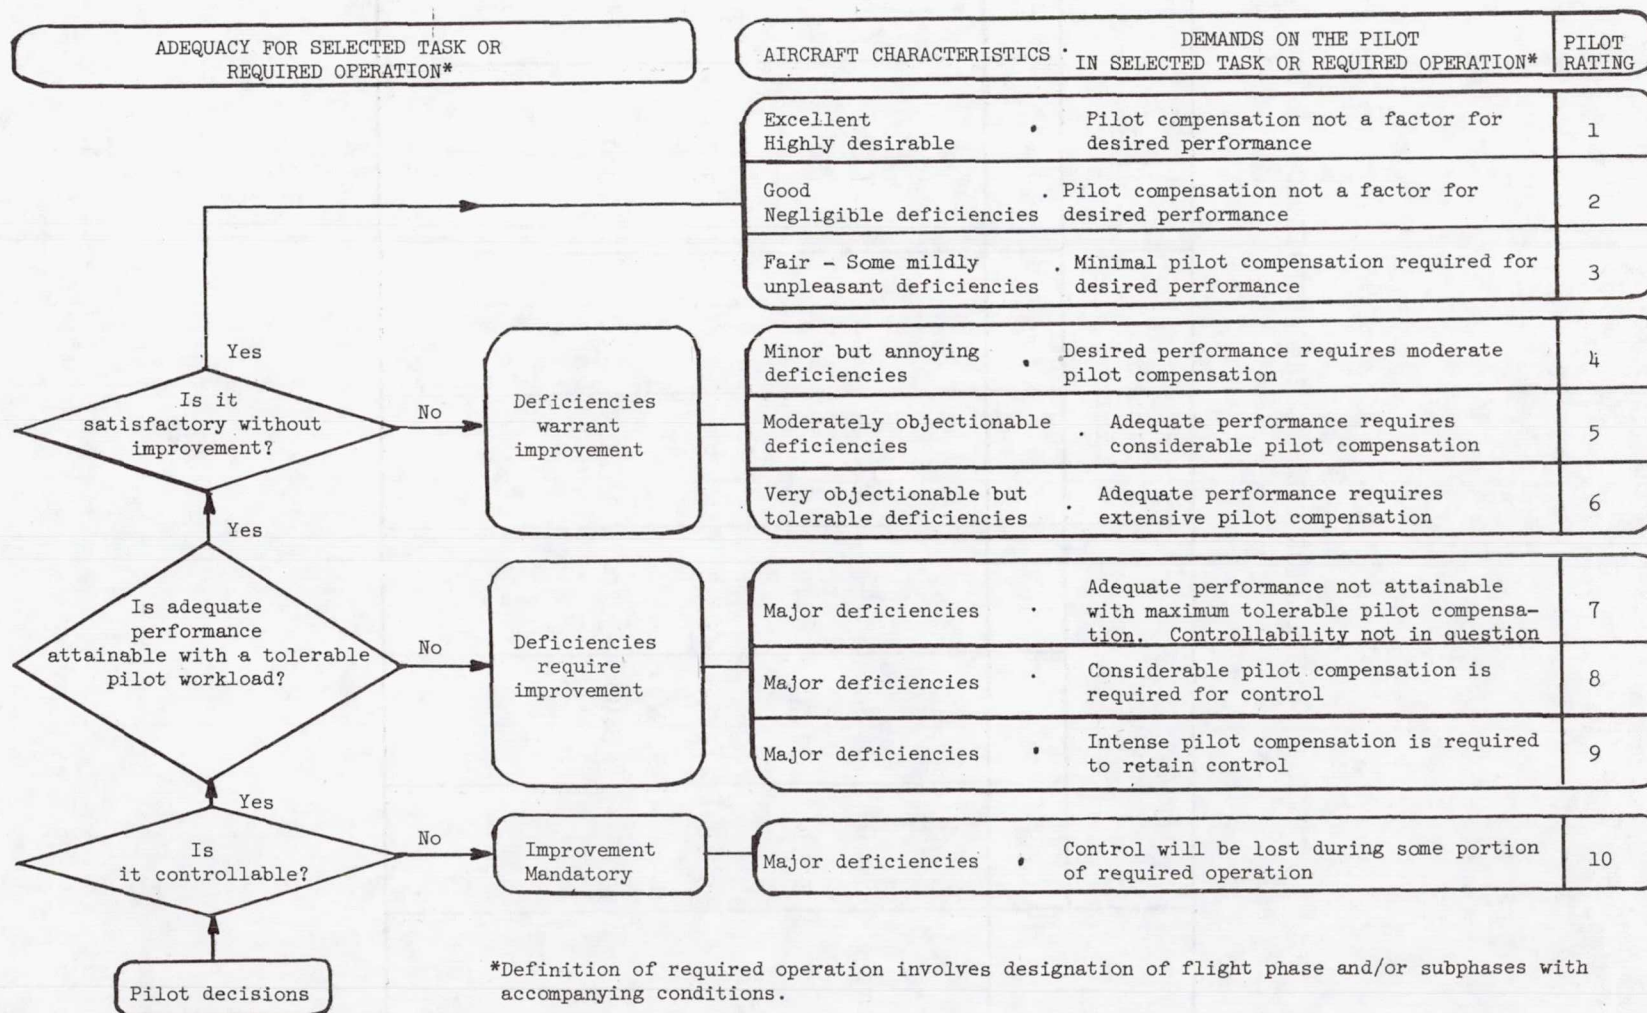 ADEQUACY FOR SELECTED TASK OR
REQUIRED OPERATION*
AIRCRAFT CHARACTERISTICS
DEMANDS ON THE PILOT
IN SELECTED TASK OR REQUIRED OPERATION*
PILOT
RATING
Excellent
Highly desirable
Pilot compensation not a factor for
desired performance
1
Good
Negligible deficiencies
Pilot compensation not a factor for
desired performance
2
Fair - Some mildly
unpleasant deficiencies
Minimal pilot compensation required for
desired performance
3
Yes
Is it
satisfactory without
improvement?
No
Deficiencies
warrant
improvement
Minor but annoying
deficiencies
Desired performance requires moderate
pilot compensation
4
Moderately objectionable
deficiencies
Adequate performance requires
considerable pilot compensation
5
Very objectionable but
tolerable deficiencies
Adequate performance requires
extensive pilot compensation
6
Yes
Is adequate
performance
attainable with a tolerable
pilot workload?
No
Deficiencies
require
improvement
Major deficiencies
Adequate performance not attainable
with maximum tolerable pilot compensa-
tion. Controllability not in question
7
Major deficiencies
Considerable pilot compensation is
required for control
8
Major deficiencies
Intense pilot compensation is required
to retain control
9
Yes
Is
it controllable?
No
Improvement
Mandatory
Major deficiencies
Control will be lost during some portion
of required operation
10
Pilot decisions
*Definition of required operation involves designation of flight phase and/or subphases with
accompanying conditions.